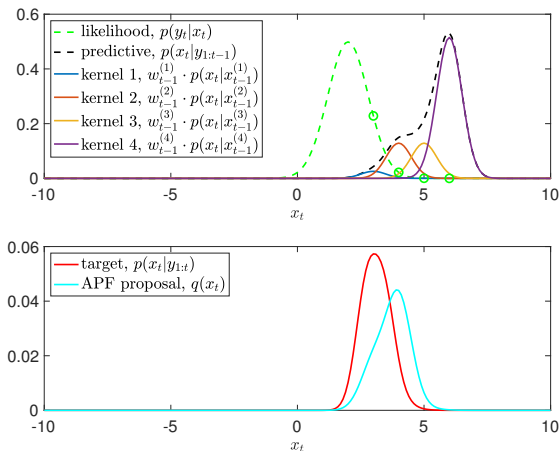 0.6
0.4
0.2
0
likelihood, p(y_t|x_t)
predictive, p(x_t|y_{1:t−1})
kernel 1, w_{t−1}^{(1)} · p(x_t|x_{t−1}^{(1)})
kernel 2, w_{t−1}^{(2)} · p(x_t|x_{t−1}^{(2)})
kernel 3, w_{t−1}^{(3)} · p(x_t|x_{t−1}^{(3)})
kernel 4, w_{t−1}^{(4)} · p(x_t|x_{t−1}^{(4)})
-10 -5 0 5 10
x_t
0.06
0.04
0.02
0
target, p(x_t|y_{1:t})
APF proposal, q(x_t)
-10 -5 0 5 10
x_t